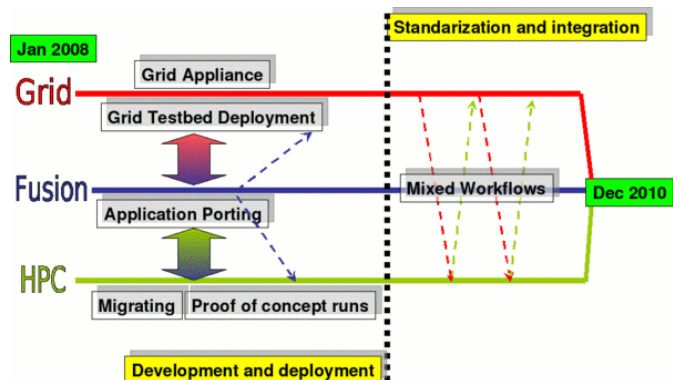 Standarization and integration
Jan 2008
Grid Appliance
Grid
Grid Testbed Deployment
Fusion
Mixed Workflows
Dec 2010
Application Porting
HPC
Migrating
Proof of concept runs
Development and deployment